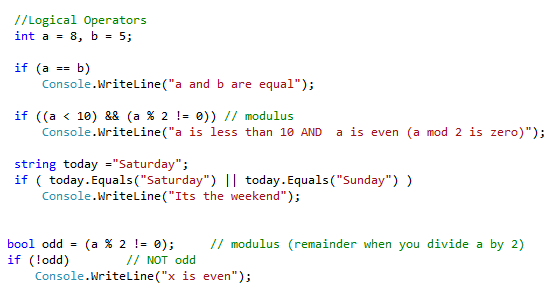 //Logical Operators
int a = 8, b = 5;
if (a == b)
Console.WriteLine("a and b are equal");
if ((a < 10) && (a % 2 != 0)) // modulus
Console.WriteLine("a is less than 10 AND  a is even (a mod 2 is zero)");
string today ="Saturday";
if ( today.Equals("Saturday") || today.Equals("Sunday") )
Console.WriteLine("Its the weekend");
bool odd = (a % 2 != 0);     // modulus (remainder when you divide a by 2)
if (!odd)        // NOT odd
Console.WriteLine("x is even");